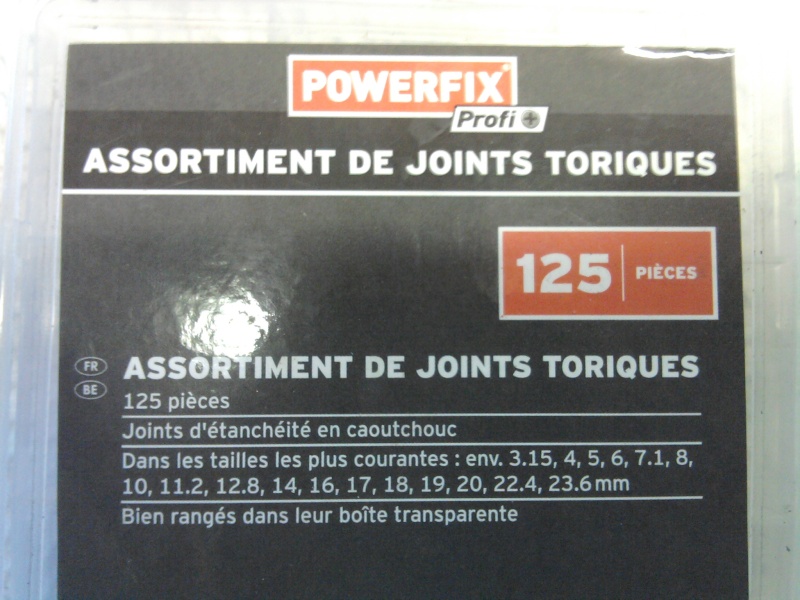 POWERFIX
Profi+
ASSORTIMENT DE JOINTS TORIQUES
125 PIÈCES
FR
BE
ASSORTIMENT DE JOINTS TORIQUES
125 pièces
Joints d'étanchéité en caoutchouc
Dans les tailles les plus courantes : env. 3.15, 4, 5, 6, 7.1, 8,
10, 11.2, 12.8, 14, 16, 17, 18, 19, 20, 22.4, 23.6 mm
Bien rangés dans leur boîte transparente